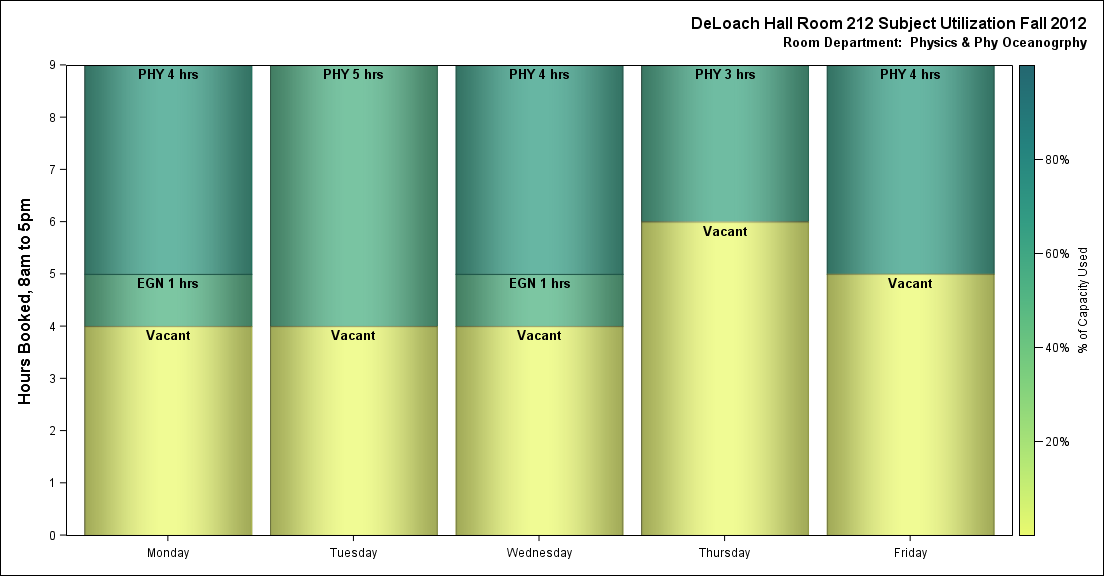 DeLoach Hall Room 212 Subject Utilization Fall 2012
Room Department:  Physics & Phy Oceanogrphy
Hours Booked, 8am to 5pm
9
8
7
6
5
4
3
2
1
0
PHY 4 hrs
EGN 1 hrs
Vacant
PHY 5 hrs
Vacant
PHY 4 hrs
EGN 1 hrs
Vacant
PHY 3 hrs
Vacant
PHY 4 hrs
Vacant
Monday
Tuesday
Wednesday
Thursday
Friday
80%
60%
40%
20%
% of Capacity Used